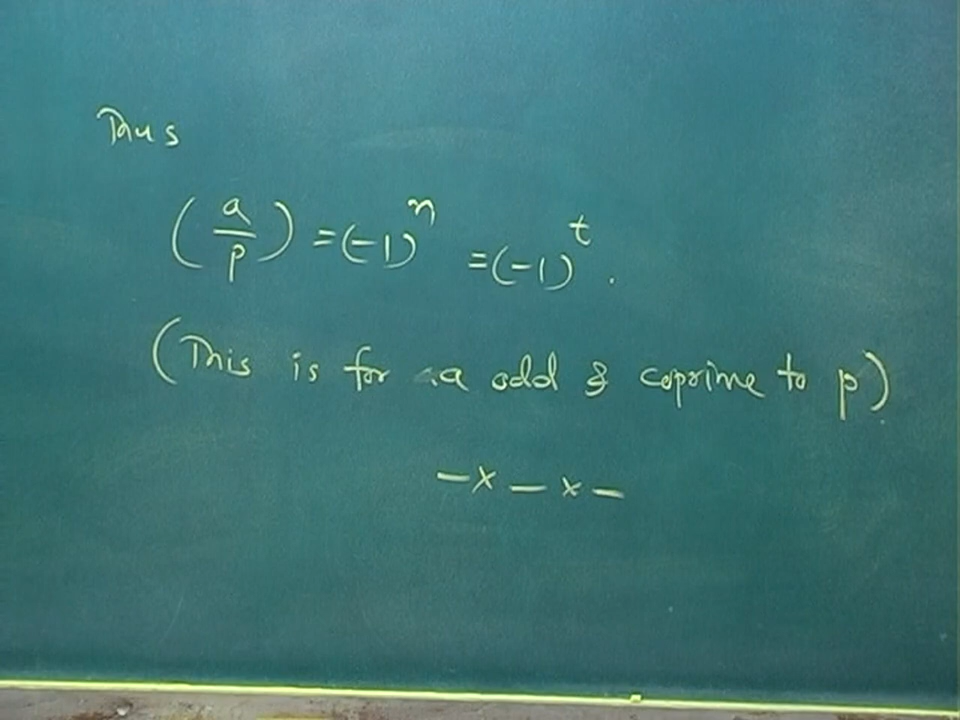 Thus
(a/p) = (-1)^n = (-1)^t.
(This is for a odd & coprime to p)
— x — x —